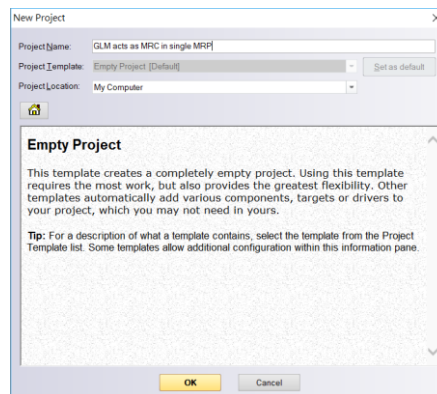 New Project
Project Name: GLM acts as MRC in single MRP
Project Template: Empty Project [Default] Set as default
Project Location: My Computer
Empty Project
This template creates a completely empty project. Using this template
requires the most work, but also provides the greatest flexibility. Other
templates automatically add various components, targets or drivers to
your project, which you may not need in yours.
Tip: For a description of what a template contains, select the template from the Project
Template list. Some templates allow additional configuration within this information pane.
OK Cancel